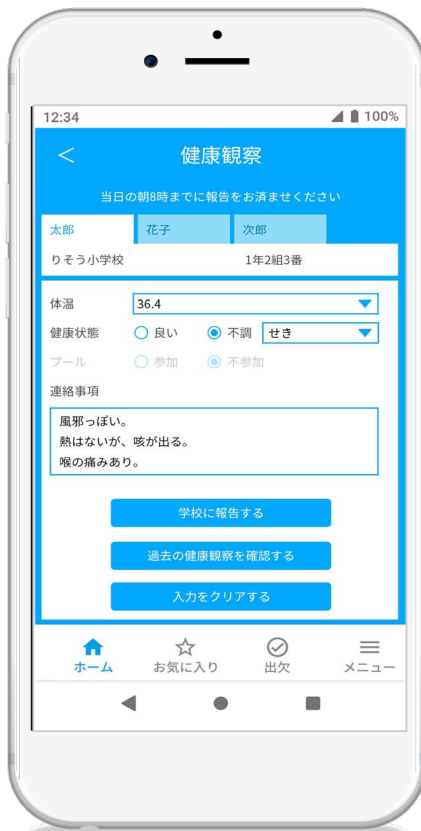 12:34 100%
< 健康観察
当日の朝8時までに報告をお済ませください
太郎 花子 次郎
りそう小学校 1年2組3番
体温 36.4
健康状態 良い 不調 せき
プール 参加 不参加
連絡事項
風邪っぽい。
熱はないが、咳が出る。
喉の痛みあり。
学校に報告する
過去の健康観察を確認する
入力をクリアする
ホーム お気に入り 出欠 メニュー